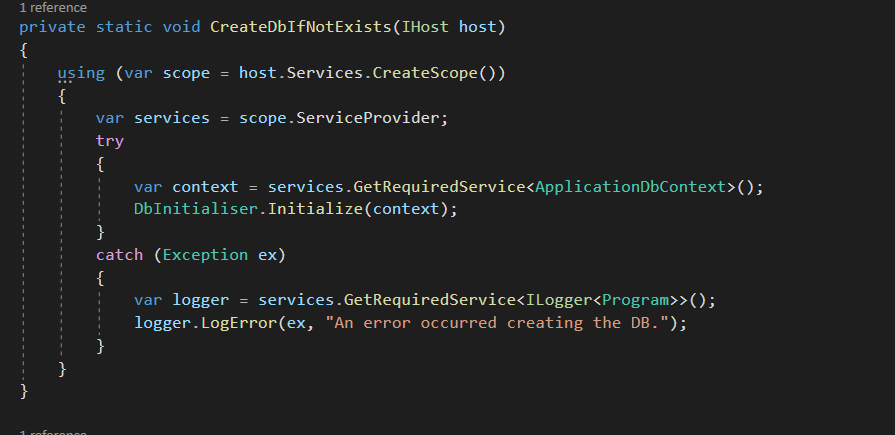 1 reference
private static void CreateDbIfNotExists(IHost host)
{
    using (var scope = host.Services.CreateScope())
    {
        var services = scope.ServiceProvider;
        try
        {
            var context = services.GetRequiredService<ApplicationDbContext>();
            DbInitialiser.Initialize(context);
        }
        catch (Exception ex)
        {
            var logger = services.GetRequiredService<ILogger<Program>>();
            logger.LogError(ex, "An error occurred creating the DB.");
        }
    }
}
1 reference